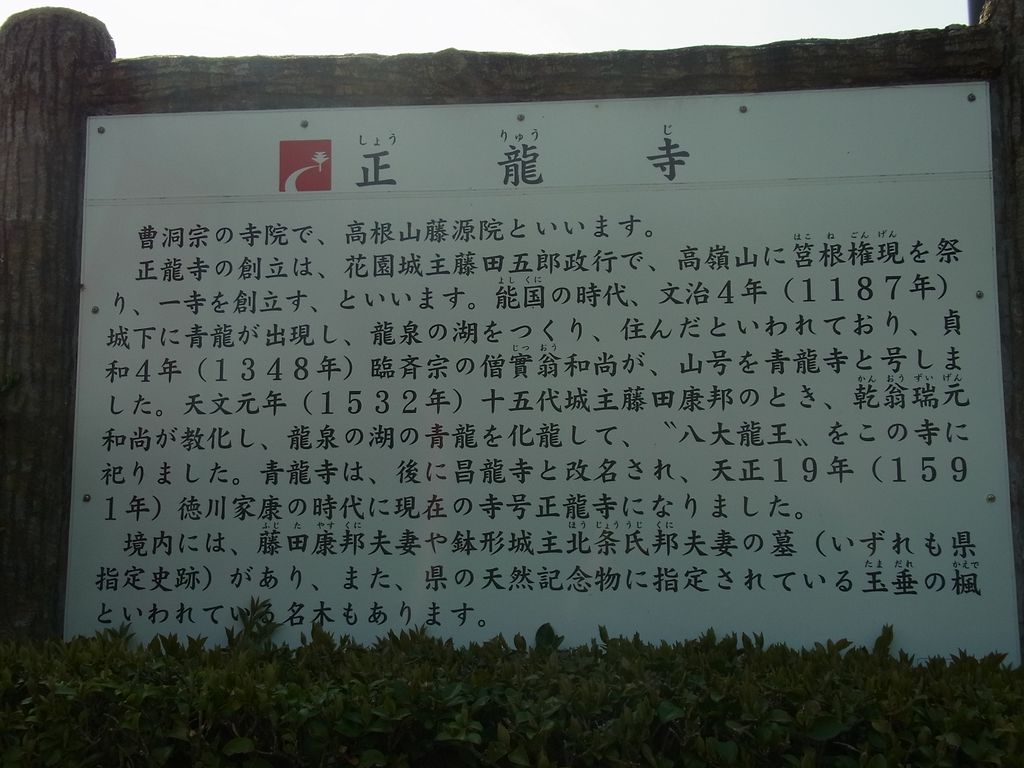 正龍寺
曹洞宗の寺院で、高根山藤源院といいます。
正龍寺の創立は、花園城主藤田五郎政行で、高嶺山に筥根権現を祭
り、一寺を創立す、といいます。能国の時代、文治4年（1187年）
城下に青龍が出現し、龍泉の湖をつくり、住んだといわれており、貞
和4年（1348年）臨斉宗の僧實翁和尚が、山号を青龍寺と号しま
した。天文元年（1532年）十五代城主藤田康邦のとき、乾翁瑞元
和尚が教化し、龍泉の湖の青龍を化龍して、〝八大龍王〟をこの寺に
祀りました。青龍寺は、後に昌龍寺と改名され、天正19年（159
1年）徳川家康の時代に現在の寺号正龍寺になりました。
境内には、藤田康邦夫妻や鉢形城主北条氏邦夫妻の墓（いずれも県
指定史跡）があり、また、県の天然記念物に指定されている玉垂の楓
といわれている名木もあります。